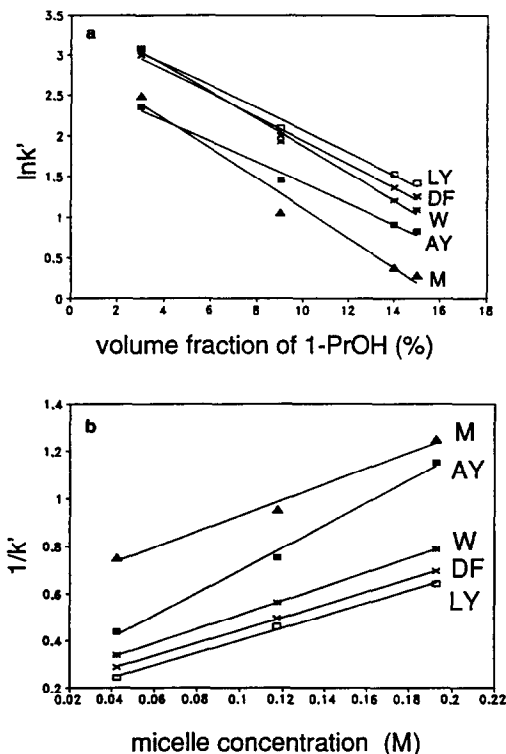 a
3.5
3
2.5
2
1.5
1
0.5
0
lnk'
LY
DF
W
AY
M
0 2 4 6 8 10 12 14 16 18
volume fraction of 1-PrOH (%)
b
1.4
1.2
1
0.8
0.6
0.4
0.2
1/k'
M
AY
W
DF
LY
0.02 0.04 0.06 0.08 0.1 0.12 0.14 0.16 0.18 0.2 0.22
micelle concentration (M)